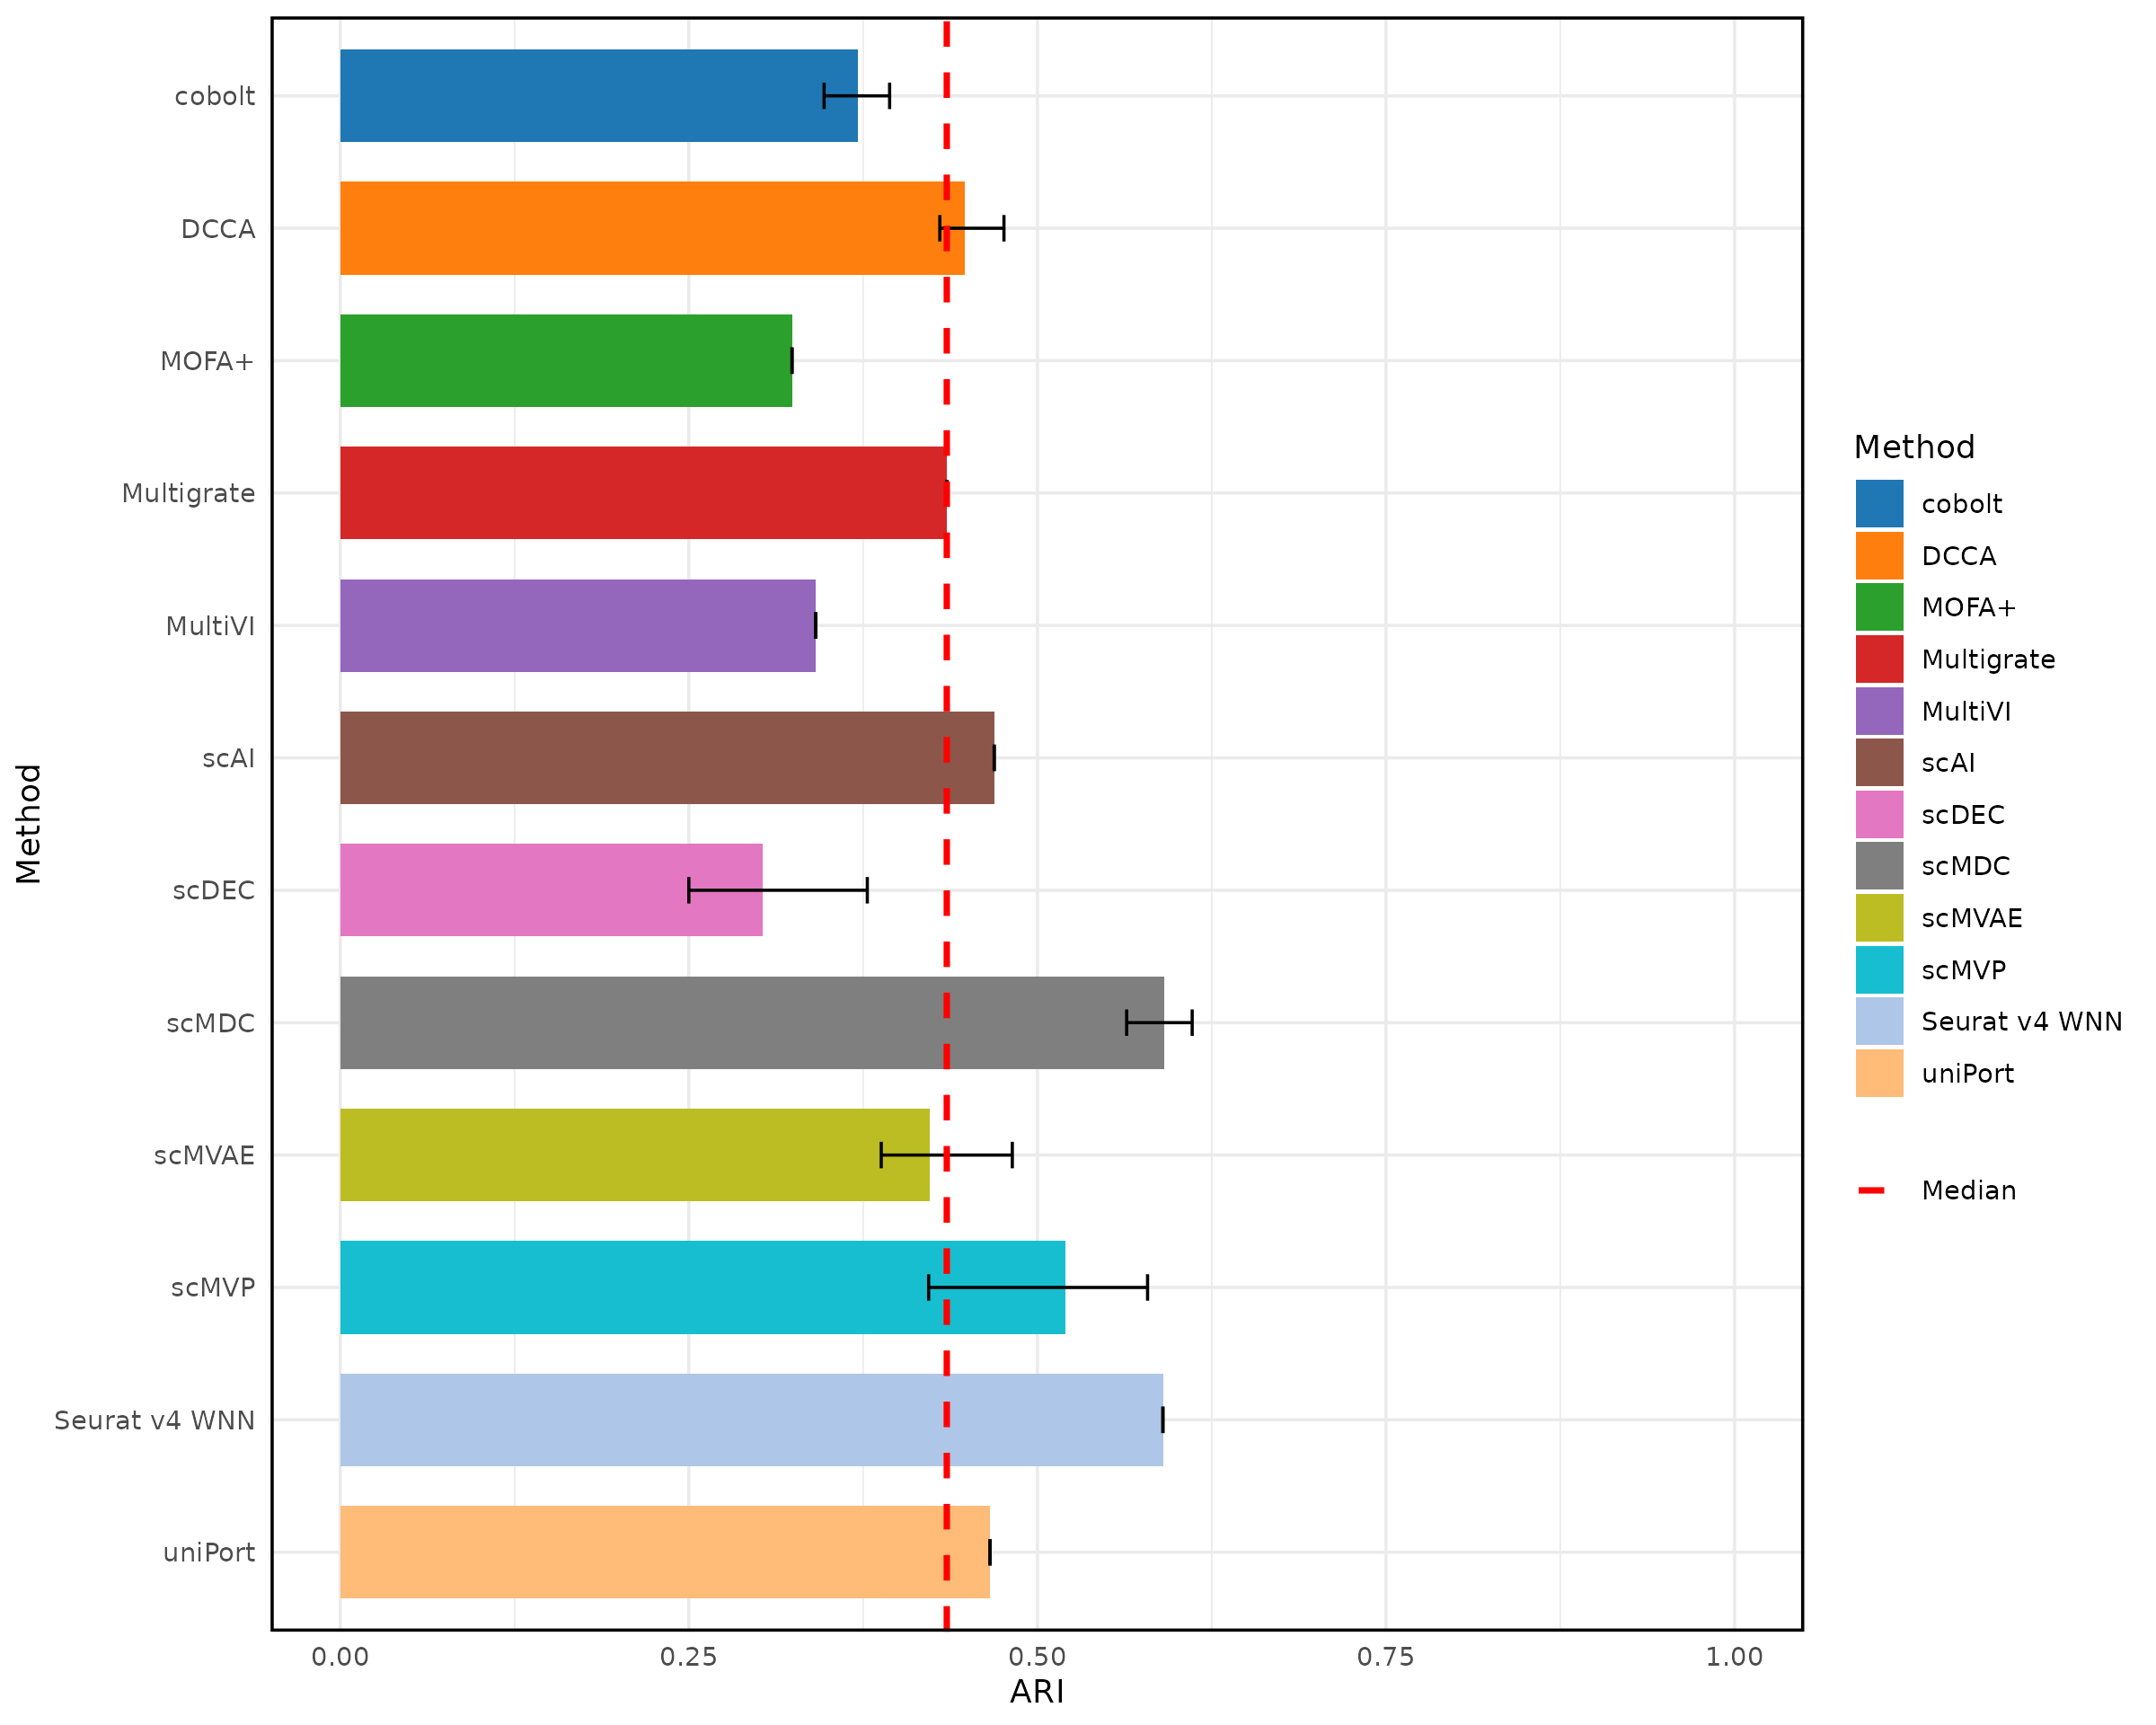 cobolt
DCCA
MOFA+
Multigrate
MultiVI
scAI
scDEC
scMDC
scMVAE
scMVP
Seurat v4 WNN
uniPort
Method
0.00 0.25 0.50 0.75 1.00
ARI
Method
cobolt
DCCA
MOFA+
Multigrate
MultiVI
scAI
scDEC
scMDC
scMVAE
scMVP
Seurat v4 WNN
uniPort
Median